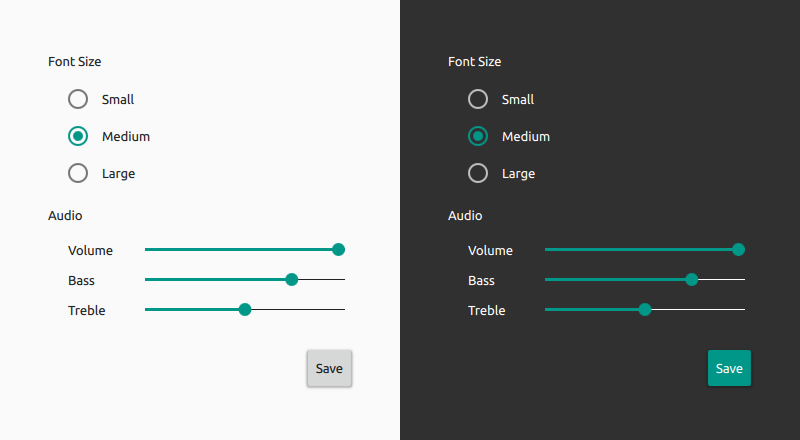 Font Size
Small
Medium
Large
Audio
Volume
Bass
Treble
Save
Font Size
Small
Medium
Large
Audio
Volume
Bass
Treble
Save